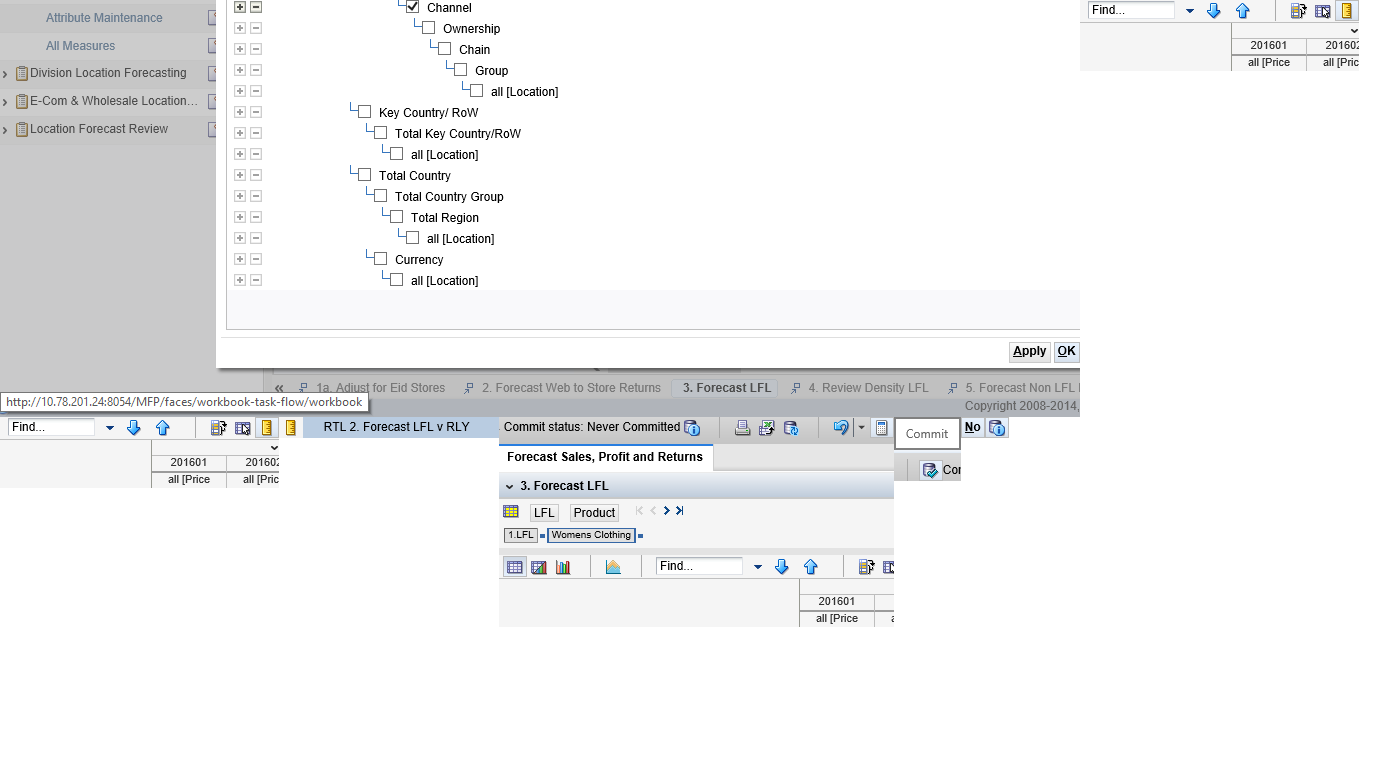 Attribute Maintenance
All Measures
Division Location Forecasting
E-Com & Wholesale Location...
Location Forecast Review
Channel
Ownership
Chain
Group
all [Location]
Key Country/ RoW
Total Key Country/RoW
all [Location]
Total Country
Total Country Group
Total Region
all [Location]
Currency
all [Location]
Apply OK
Find...
201601 201602
all [Price all [Pric
« 1a. Adjust for Eid Stores 2. Forecast Web to Store Returns 3. Forecast LFL 4. Review Density LFL 5. Forecast Non LFL
Copyright 2008-2014,
http://10.78.201.24:8054/MFP/faces/workbook-task-flow/workbook
Find...
201601 201602
all [Price all [Pric
RTL 2. Forecast LFL v RLY
Commit status: Never Committed
Commit
No
Forecast Sales, Profit and Returns
3. Forecast LFL
LFL Product
1.LFL Womens Clothing
Find...
201601
all [Price